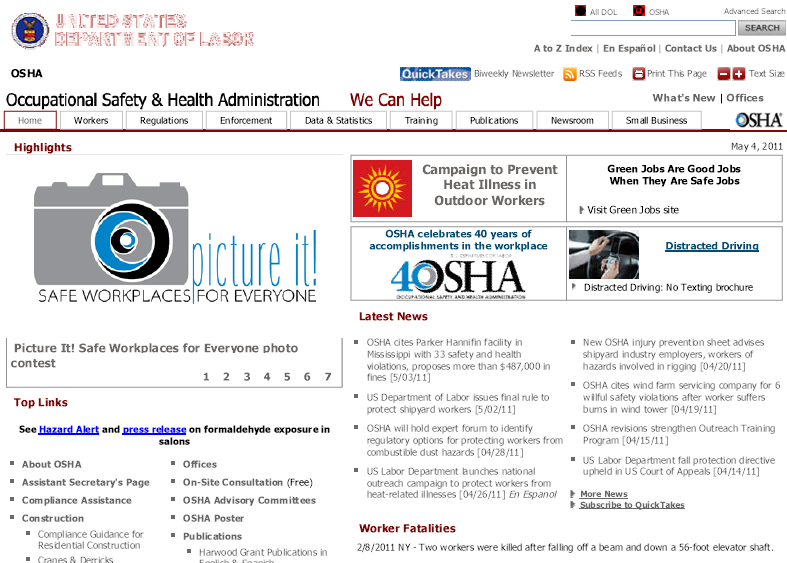 UNITED STATES
DEPARTMENT OF LABOR
All DOL OSHA Advanced Search
SEARCH
A to Z Index | En Español | Contact Us | About OSHA
OSHA
QuickTakes Biweekly Newsletter RSS Feeds Print This Page Text Size
Occupational Safety & Health Administration We Can Help
What's New | Offices
Home Workers Regulations Enforcement Data & Statistics Training Publications Newsroom Small Business OSHA
Highlights
May 4, 2011
picture it!
SAFE WORKPLACES FOR EVERYONE
Picture It! Safe Workplaces for Everyone photo
contest
1 2 3 4 5 6 7
Campaign to Prevent
Heat Illness in
Outdoor Workers
Green Jobs Are Good Jobs
When They Are Safe Jobs
Visit Green Jobs site
OSHA celebrates 40 years of
accomplishments in the workplace
U.S. DEPARTMENT OF LABOR
40 OSHA
OCCUPATIONAL SAFETY AND HEALTH ADMINISTRATION
Distracted Driving
Distracted Driving: No Texting brochure
Top Links
See Hazard Alert and press release on formaldehyde exposure in
salons
About OSHA
Assistant Secretary's Page
Compliance Assistance
Construction
Compliance Guidance for
Residential Construction
Cranes & Derricks
Offices
On-Site Consultation (Free)
OSHA Advisory Committees
OSHA Poster
Publications
Harwood Grant Publications in
English & Spanish
Latest News
OSHA cites Parker Hannifin facility in
Mississippi with 33 safety and health
violations, proposes more than $487,000 in
fines [5/03/11]
US Department of Labor issues final rule to
protect shipyard workers [5/02/11]
OSHA will hold expert forum to identify
regulatory options for protecting workers from
combustible dust hazards [04/28/11]
US Labor Department launches national
outreach campaign to protect workers from
heat-related illnesses [04/26/11] En Espanol
New OSHA injury prevention sheet advises
shipyard industry employers, workers of
hazards involved in rigging [04/20/11]
OSHA cites wind farm servicing company for 6
willful safety violations after worker suffers
burns in wind tower [04/19/11]
OSHA revisions strengthen Outreach Training
Program [04/15/11]
US Labor Department fall protection directive
upheld in US Court of Appeals [04/14/11]
More News
Subscribe to QuickTakes
Worker Fatalities
2/8/2011 NY - Two workers were killed after falling off a beam and down a 56-foot elevator shaft.